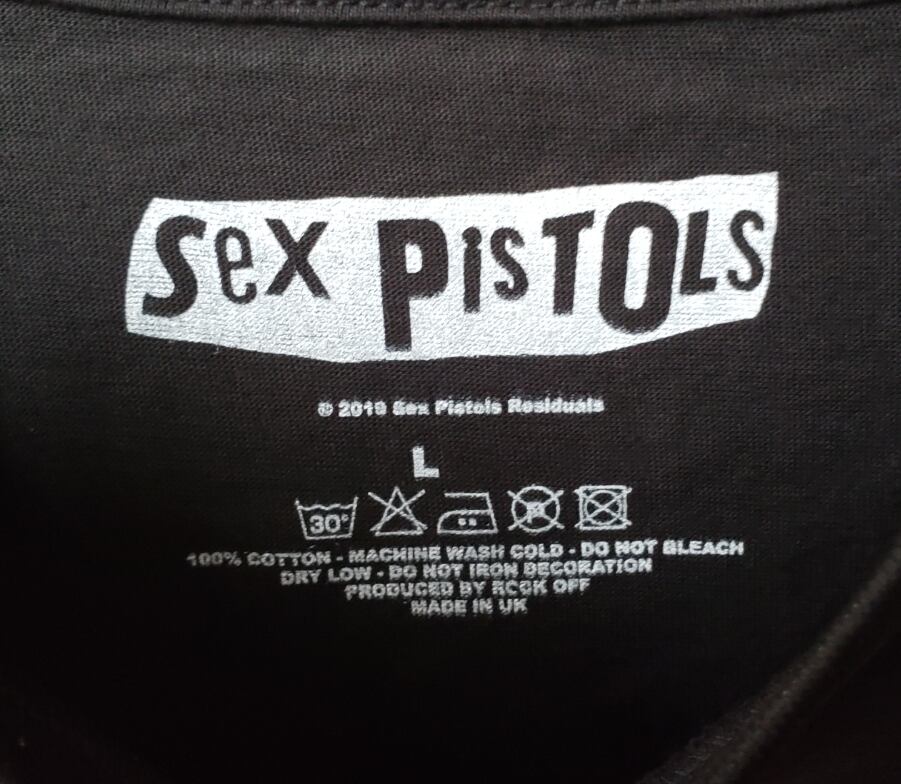 Sex PiSTOLS
© 2019 Sex Pistols Residuals
L
30°
100% COTTON - MACHINE WASH COLD - DO NOT BLEACH
DRY LOW - DO NOT IRON DECORATION
PRODUCED BY ROCK OFF
MADE IN UK